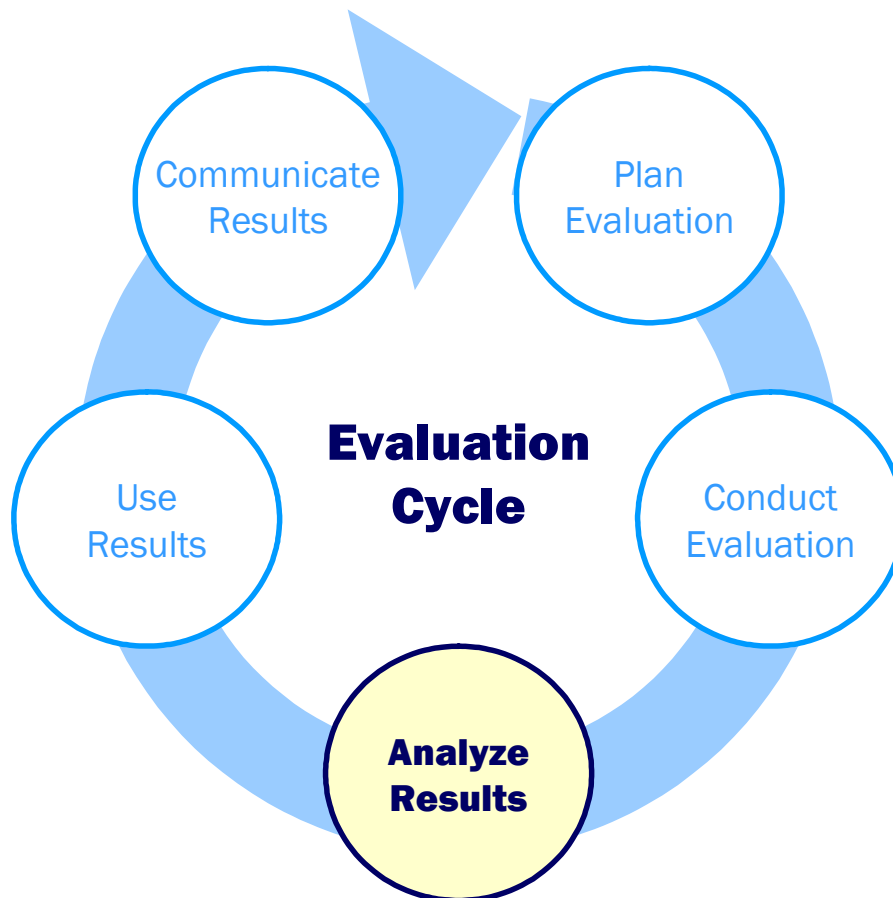 Communicate
Results
Plan
Evaluation
Evaluation
Cycle
Use
Results
Conduct
Evaluation
Analyze
Results